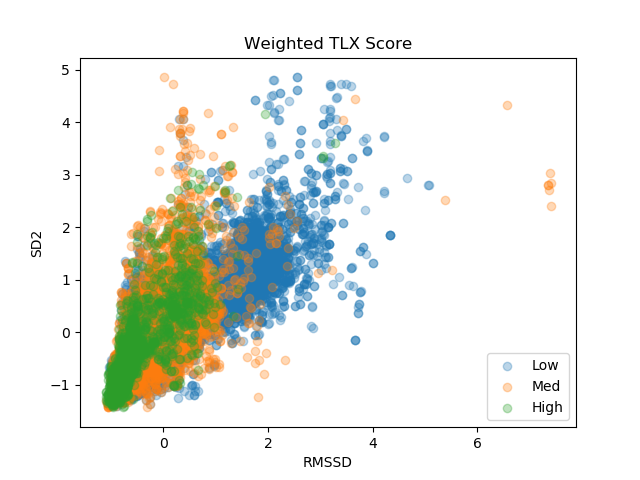 Weighted TLX Score
SD2
5
4
3
2
1
0
−1
0 2 4 6
RMSSD
Low
Med
High